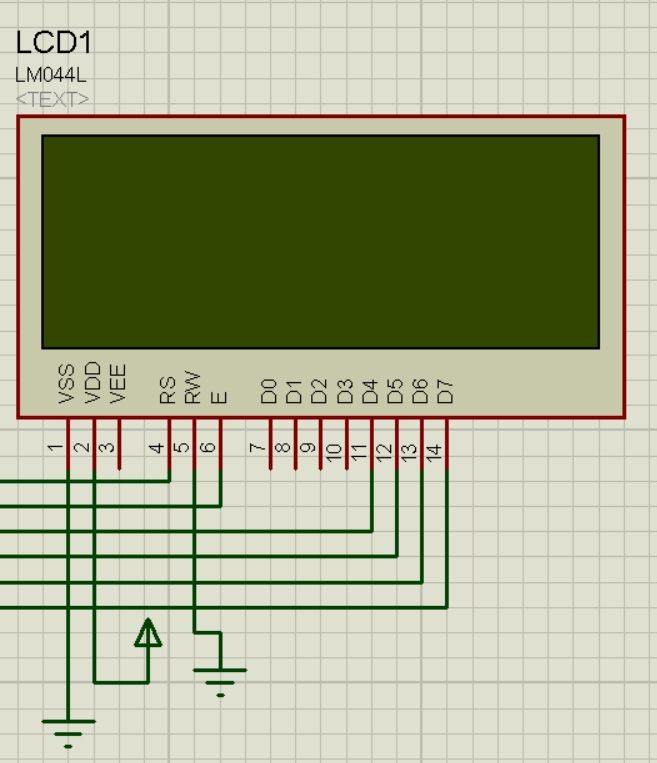 LCD1
LM044L
<TEXT>
VSS
VDD
VEE
RS
RW
E
D0
D1
D2
D3
D4
D5
D6
D7
1
2
3
4
5
6
7
8
9
10
11
12
13
14